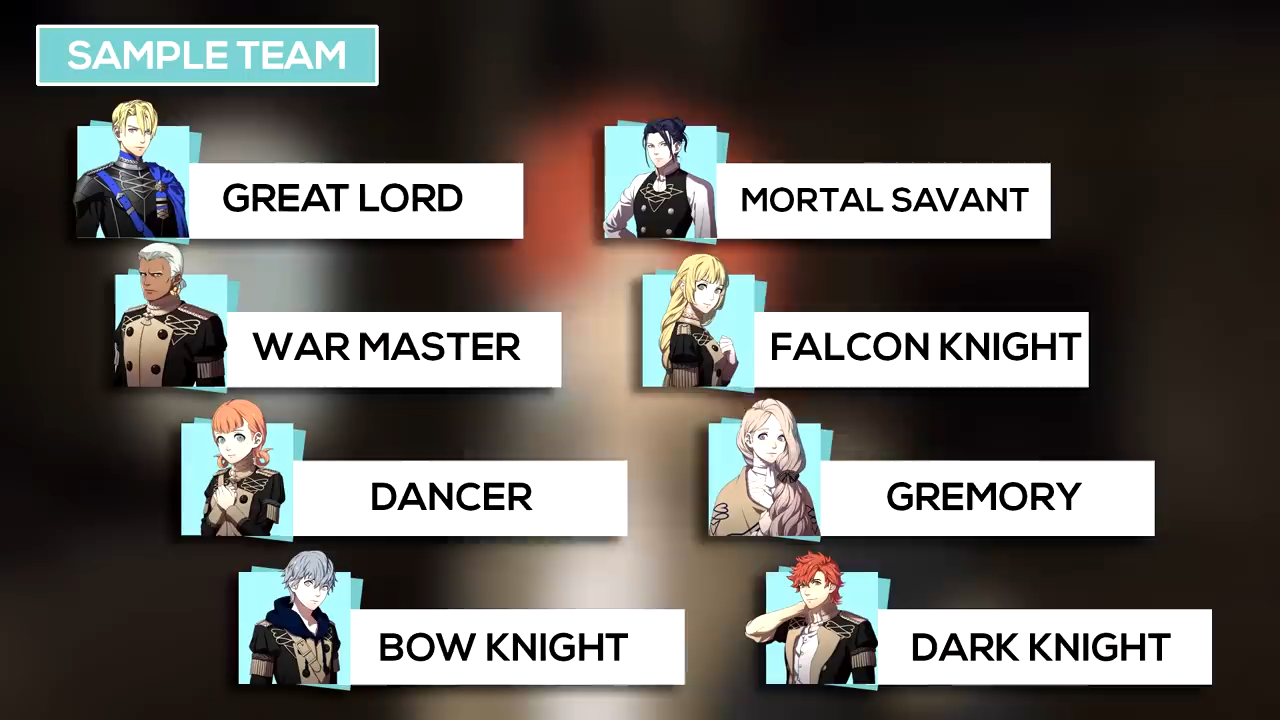 SAMPLE TEAM
GREAT LORD
MORTAL SAVANT
WAR MASTER
FALCON KNIGHT
DANCER
GREMORY
BOW KNIGHT
DARK KNIGHT